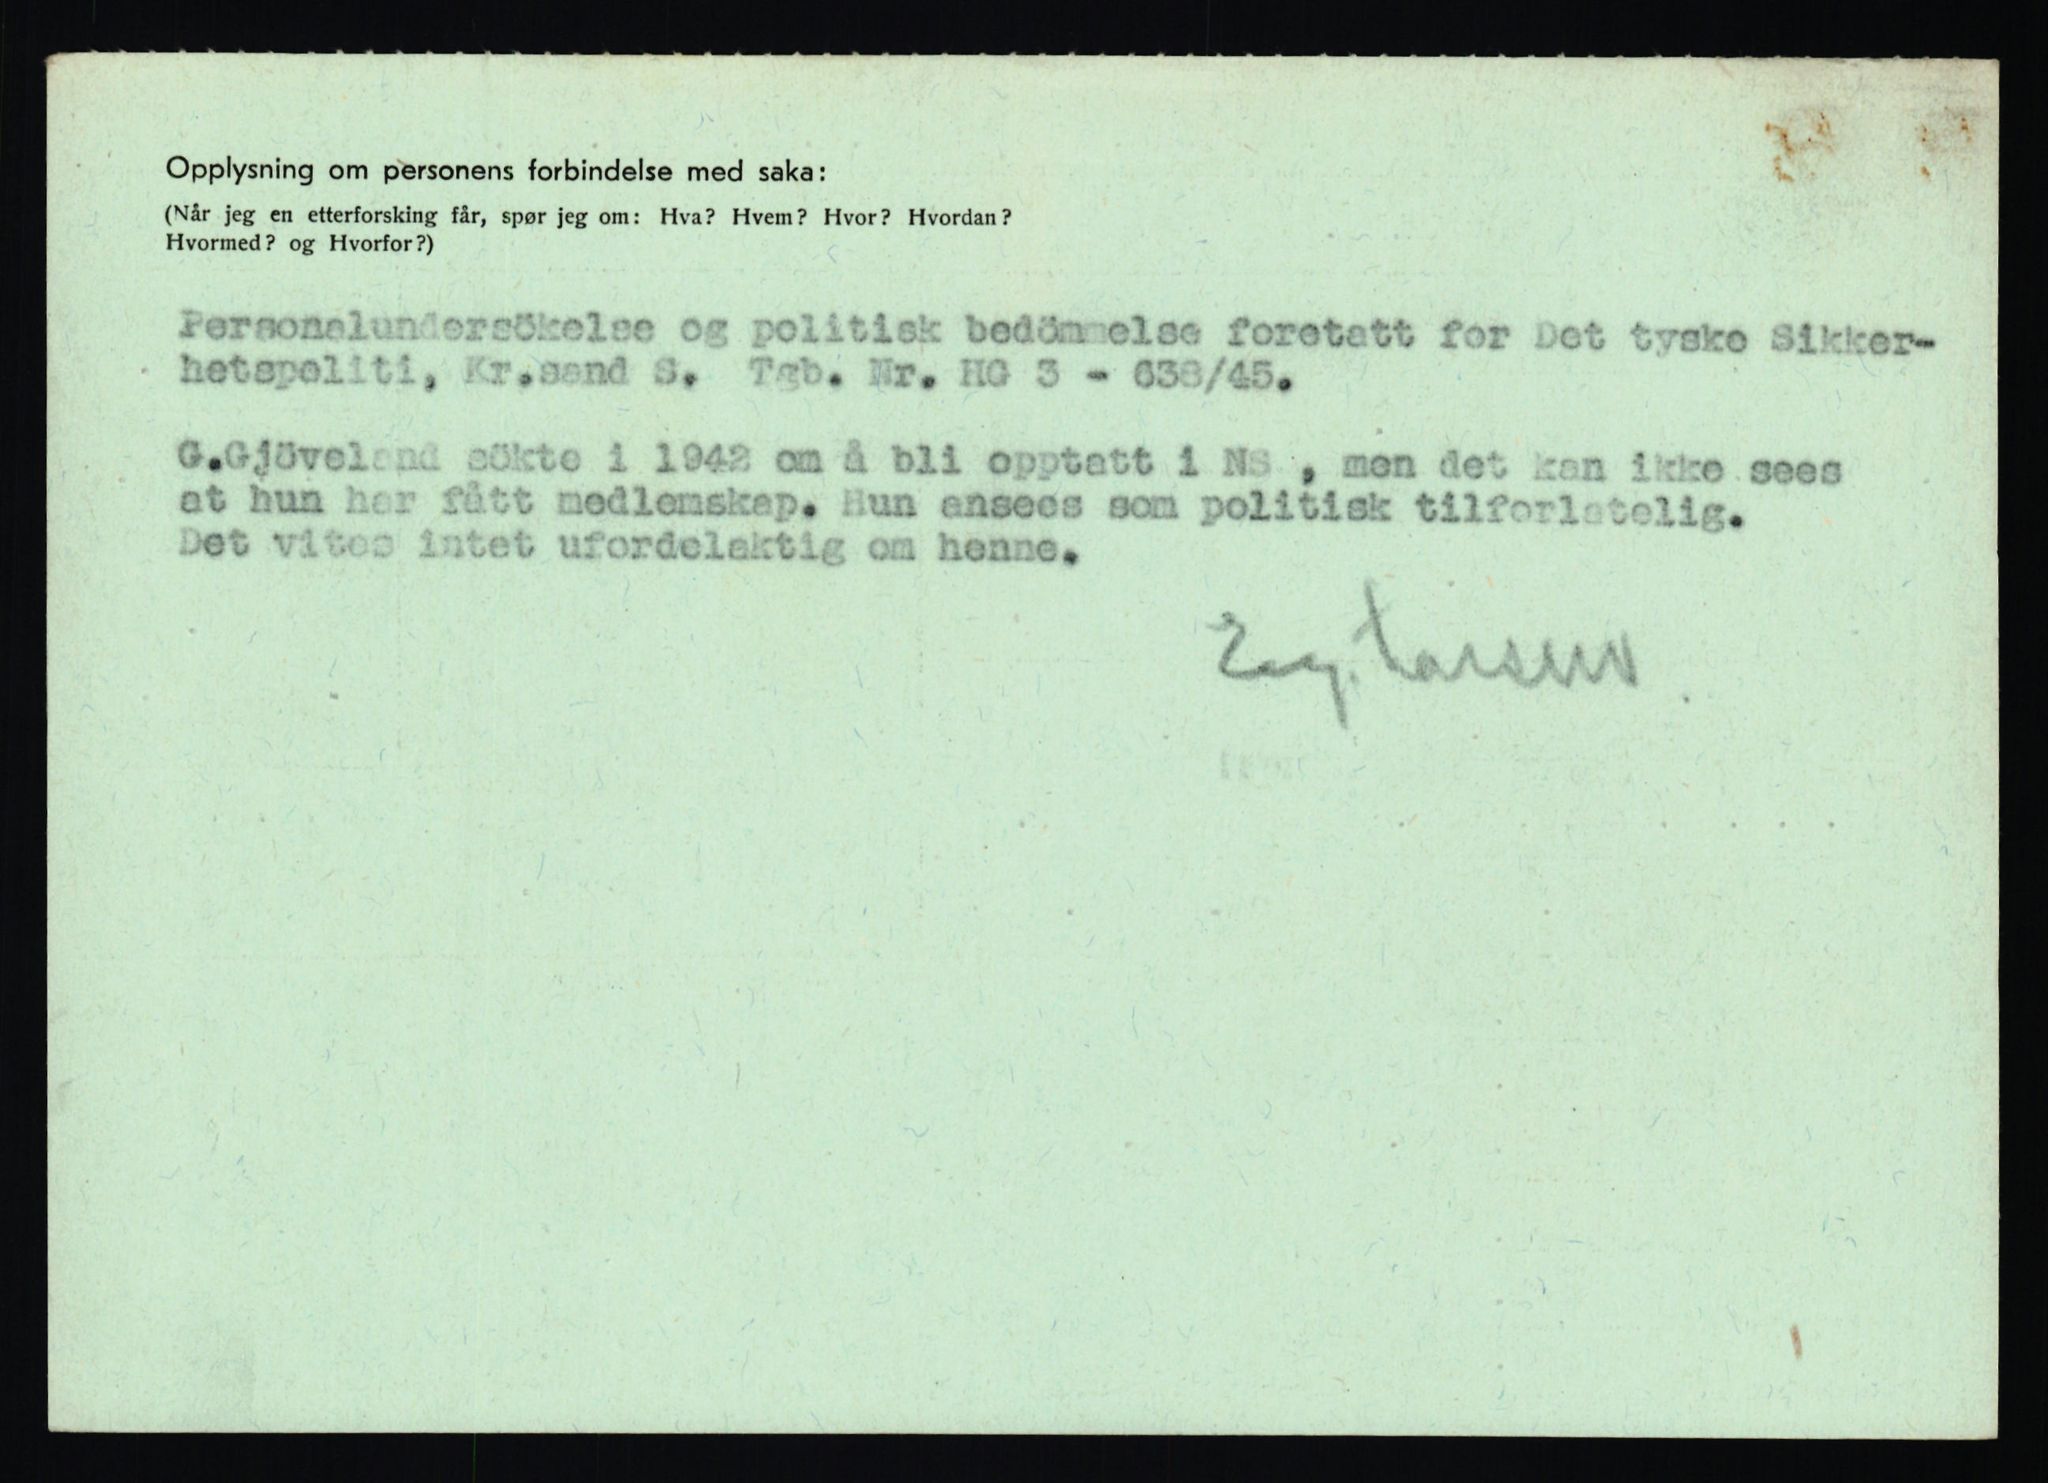 Opplysning om personens forbindelse med saka:
(Når jeg en etterforsking får, spør jeg om: Hva? Hvem? Hvor? Hvordan?
Hvormed? og Hvorfor?)
Personalundersökelse og politisk bedömmelse foretatt for Det tyske Sikker-
hetspoliti, Kr.sand S. Tgb. Nr. HG 3 - 638/45.
G.Gjöveland sökte i 1942 om å bli opptatt i NS , men det kan ikke sees
at hun har fått medlemskap. Hun ansees som politisk tilforlatelig.
Det vites intet ufordelaktig om henne.
Larsen